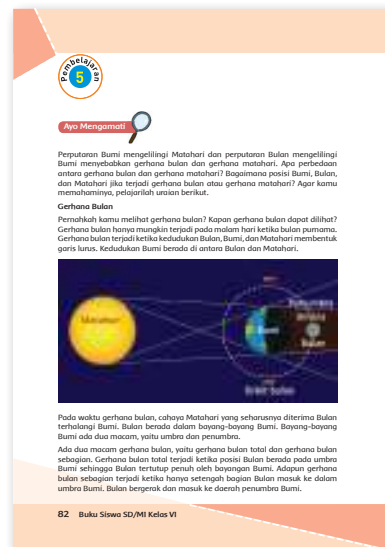 Pembelajaran
5
Ayo Mengamati
Perputaran Bumi mengelilingi Matahari dan perputaran Bulan mengelilingi
Bumi menyebabkan gerhana bulan dan gerhana matahari. Apa perbedaan
antara gerhana bulan dan gerhana matahari? Bagaimana posisi Bumi, Bulan,
dan Matahari jika terjadi gerhana bulan atau gerhana matahari? Agar kamu
memahaminya, pelajarilah uraian berikut.
Gerhana Bulan
Pernahkah kamu melihat gerhana bulan? Kapan gerhana bulan dapat dilihat?
Gerhana bulan hanya mungkin terjadi pada malam hari ketika bulan purnama.
Gerhana bulan terjadi ketika kedudukan Bulan, Bumi, dan Matahari membentuk
garis lurus. Kedudukan Bumi berada di antara Bulan dan Matahari.
Matahari
Penumbra
Umbra
Bumi
Bulan
Orbit bulan
Pada waktu gerhana bulan, cahaya Matahari yang seharusnya diterima Bulan
terhalangi Bumi. Bulan berada dalam bayang-bayang Bumi. Bayang-bayang
Bumi ada dua macam, yaitu umbra dan penumbra.
Ada dua macam gerhana bulan, yaitu gerhana bulan total dan gerhana bulan
sebagian. Gerhana bulan total terjadi ketika posisi Bulan berada pada umbra
Bumi sehingga Bulan tertutup penuh oleh bayangan Bumi. Adapun gerhana
bulan sebagian terjadi ketika hanya setengah bagian Bulan masuk ke dalam
umbra Bumi. Bulan bergerak dan masuk ke daerah penumbra Bumi.
82 Buku Siswa SD/MI Kelas VI